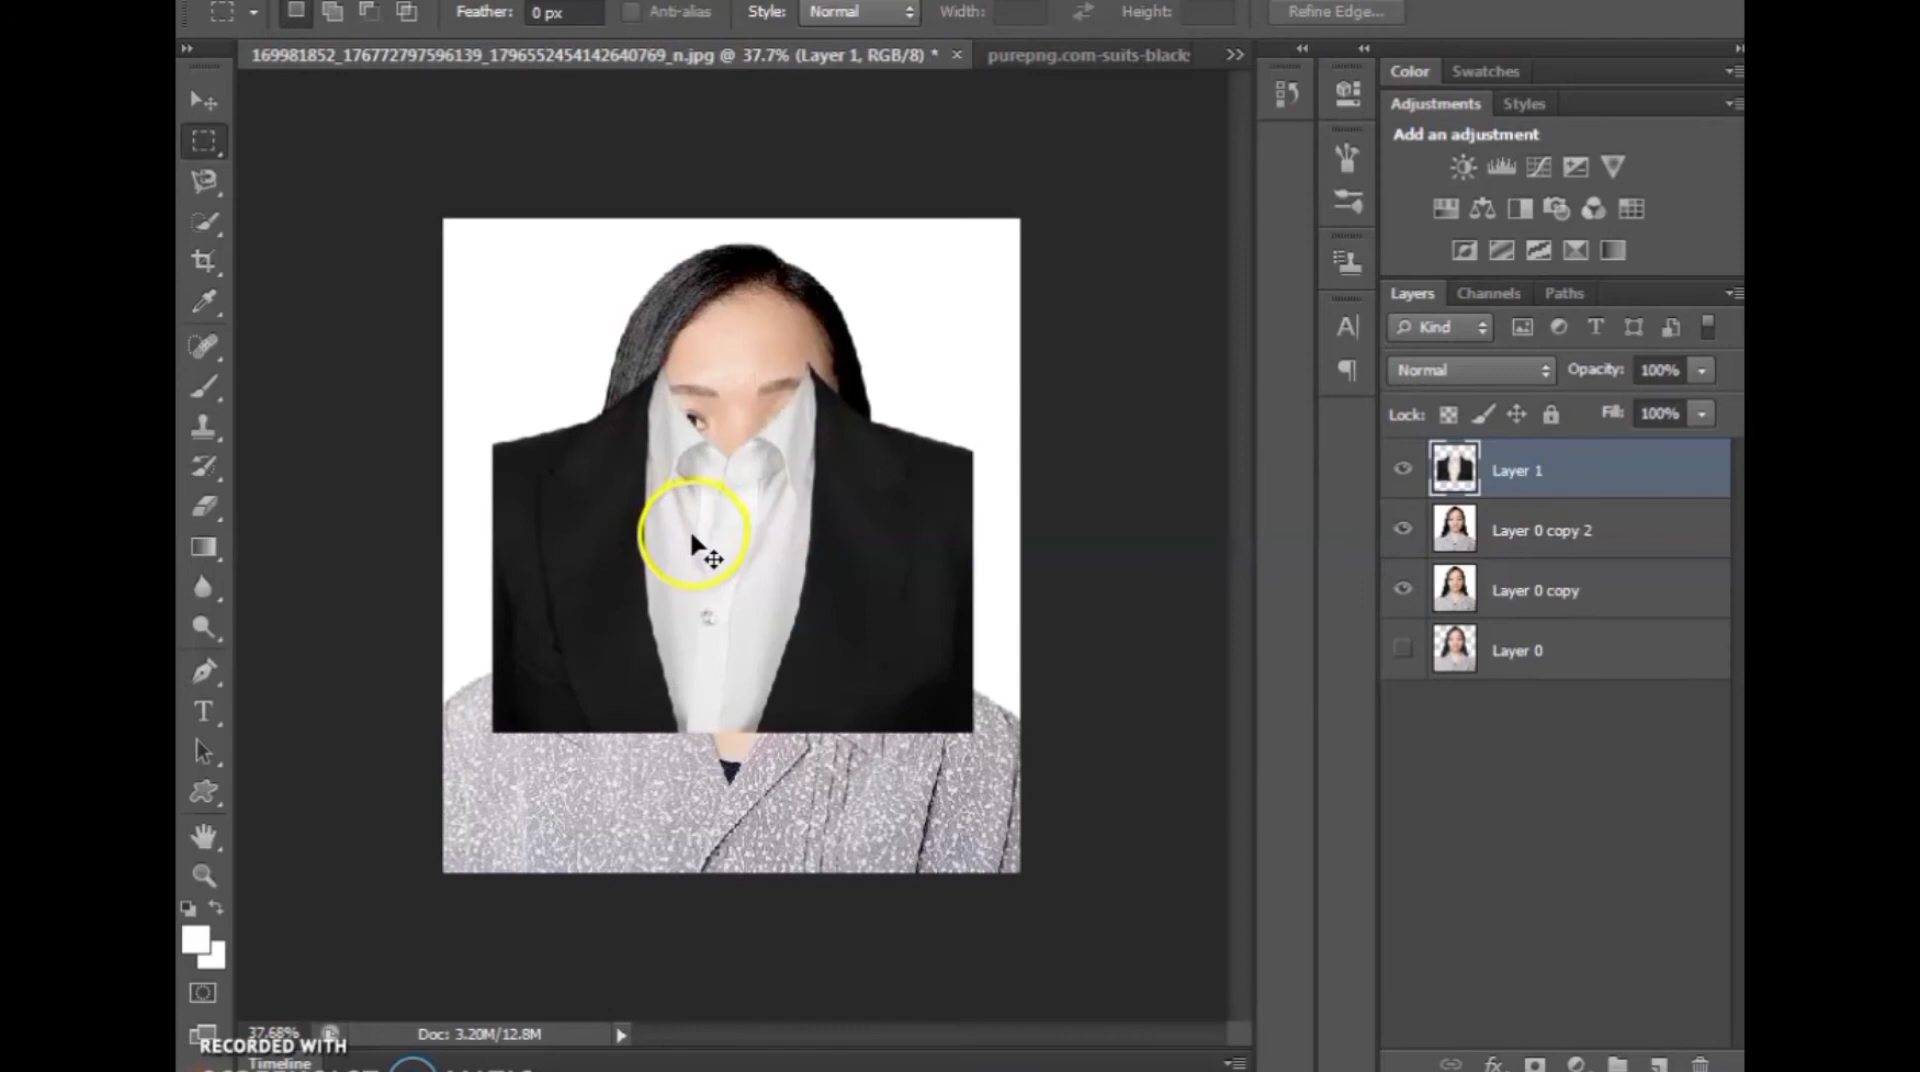 Feather: 0 px Anti-alias Style: Normal Width: Height: Refine Edge...
169981852_176772797596139_1796552454142640769_n.jpg @ 37.7% (Layer 1, RGB/8) * × purepng.com-suits-black
Color Swatches
Adjustments Styles
Add an adjustment
Layers Channels Paths
Kind
Normal Opacity: 100%
Lock: Fill: 100%
Layer 1
Layer 0 copy 2
Layer 0 copy
Layer 0
37.68% Doc: 3.20M/12.8M
RECORDED WITH
Timeline